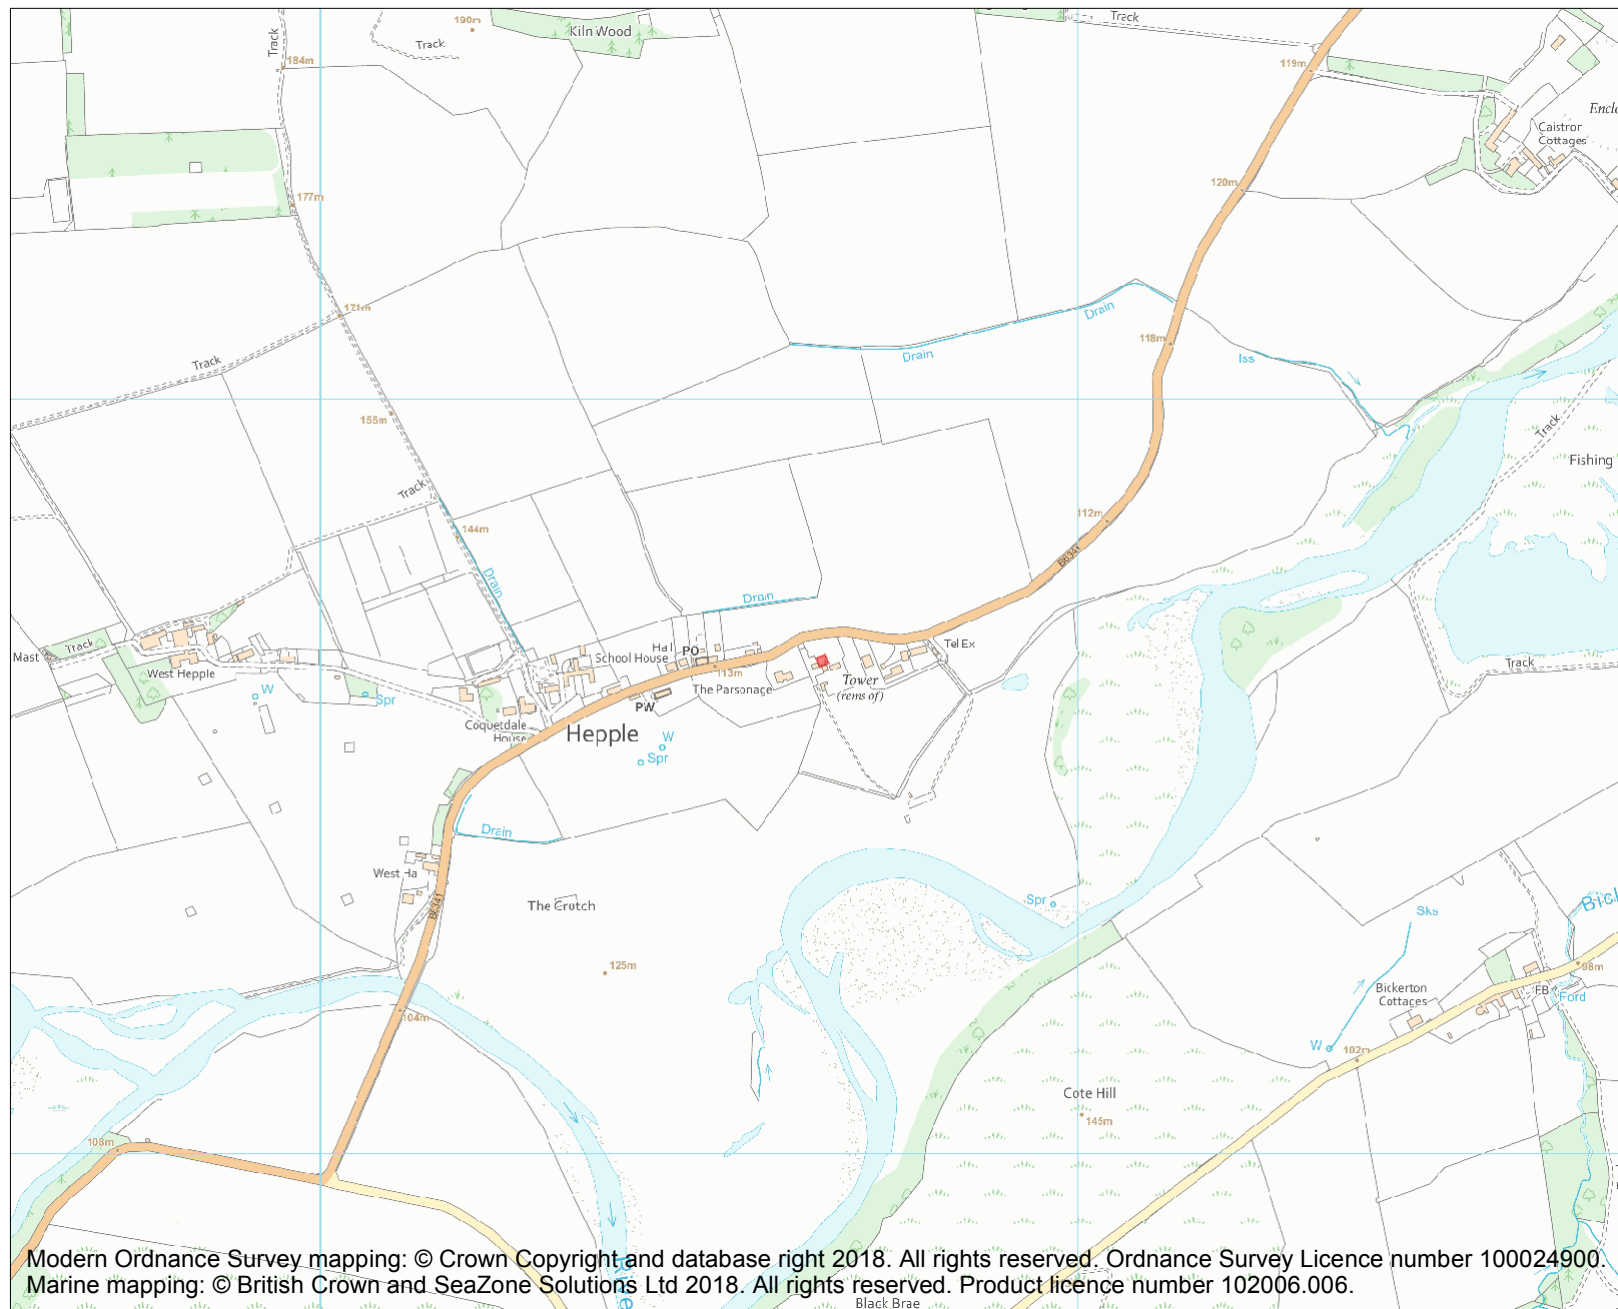 Track
190m
Track
Kiln Wood
Track
184m
119m
Caistror
Cottages
177m
120m
171m
Drain
Drain
118m
Iss
Track
155m
Track
Fishing
Track
144m
112m
B6341
Drain
Drain
Mast
Track
West Hepple
Hall
PO
School House
113m
The Parsonage
PW
Tower
(rems of)
Tel Ex
Track
W
Spr
Coquetdale
House
Hepple
W
Spr
Drain
West Ha
B6341
The Crutch
Spr
Sks
125m
98m
Bickerton
Cottages
FB
Ford
104m
W
102m
Cote Hill
145m
108m
Modern Ordnance Survey mapping: © Crown Copyright and database right 2018. All rights reserved. Ordnance Survey Licence number 100024900.
Marine mapping: © British Crown and SeaZone Solutions Ltd 2018. All rights reserved. Product licence number 102006.006.
Black Brae